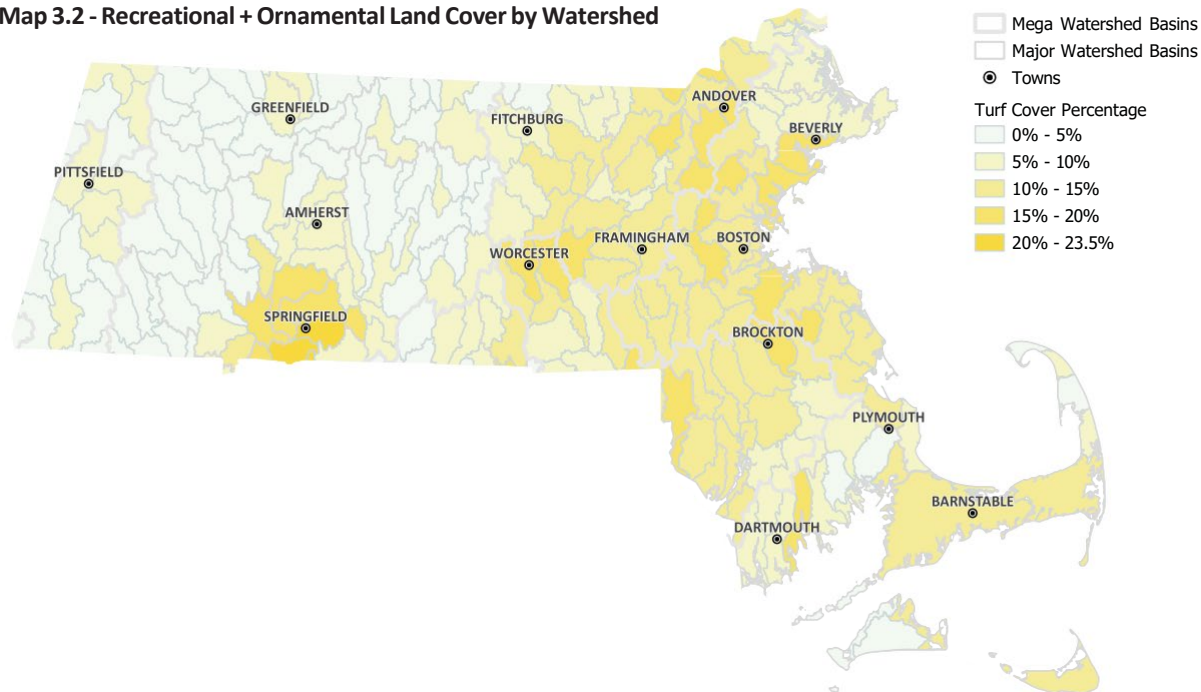 Map 3.2 - Recreational + Ornamental Land Cover by Watershed
Mega Watershed Basins
Major Watershed Basins
Towns
Turf Cover Percentage
0% - 5%
5% - 10%
10% - 15%
15% - 20%
20% - 23.5%
ANDOVER
GREENFIELD
FITCHBURG
BEVERLY
PITTSFIELD
AMHERST
FRAMINGHAM
BOSTON
WORCESTER
SPRINGFIELD
BROCKTON
PLYMOUTH
BARNSTABLE
DARTMOUTH